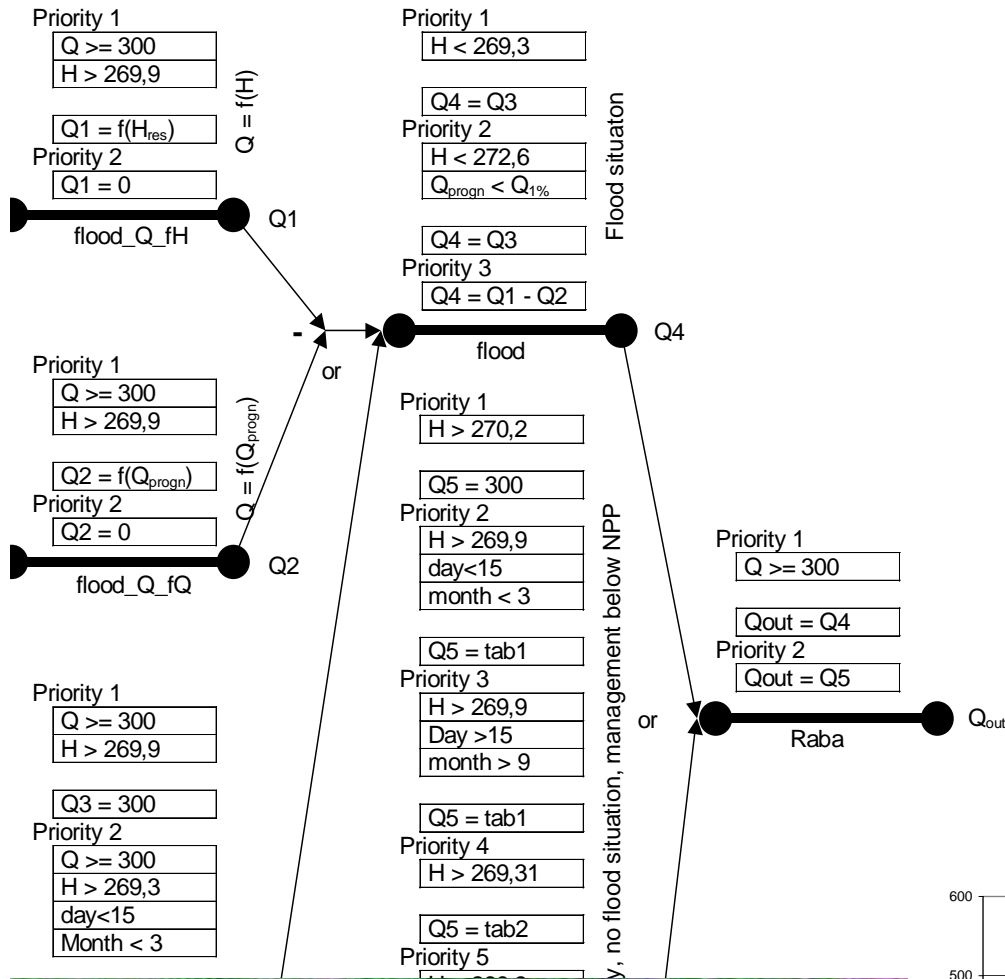 Priority 1
Q >= 300
H > 269,9
Q1 = f(Hres)
Priority 2
Q1 = 0
Q = f(H)
Q1
flood_Q_fH
Priority 1
Q >= 300
H > 269,9
Q2 = f(Qprogn)
Priority 2
Q2 = 0
Q = f(Qprogn)
Q2
flood_Q_fQ
Priority 1
Q >= 300
H > 269,9
Q3 = 300
Priority 2
Q >= 300
H > 269,3
day<15
Month < 3
-
or
Priority 1
H < 269,3
Q4 = Q3
Priority 2
H < 272,6
Qprogn < Q1%
Q4 = Q3
Priority 3
Q4 = Q1 - Q2
Flood situaton
Q4
flood
Priority 1
H > 270,2
Q5 = 300
Priority 2
H > 269,9
day<15
month < 3
Q5 = tab1
Priority 3
H > 269,9
Day >15
month > 9
Q5 = tab1
Priority 4
H > 269,31
Q5 = tab2
Priority 5
, no flood situation, management below NPP
or
Priority 1
Q >= 300
Qout = Q4
Priority 2
Qout = Q5
Qout
Raba
600
500